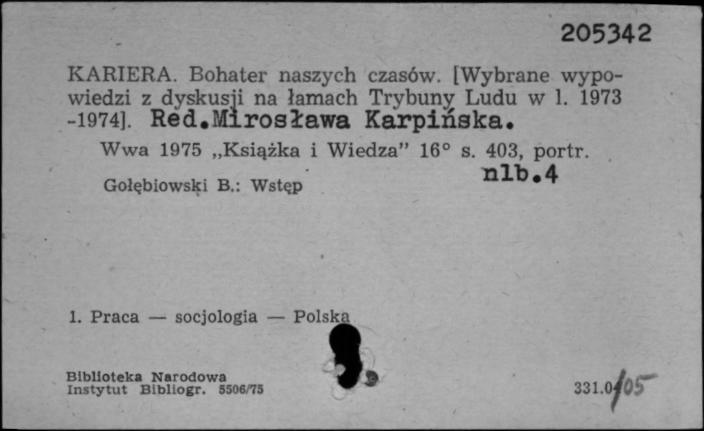 205342
KARIERA. Bohater naszych czasów. [Wybrane wypo-
wiedzi z dyskusji na łamach Trybuny Ludu w l. 1973
-1974]. Red.Mirosława Karpińska.
Wwa 1975 „Książka i Wiedza” 16° s. 403, portr.
nlb.4
Gołębiowski B.: Wstęp
1. Praca — socjologia — Polska
Biblioteka Narodowa
Instytut Bibliogr. 5506/75
331.0/05